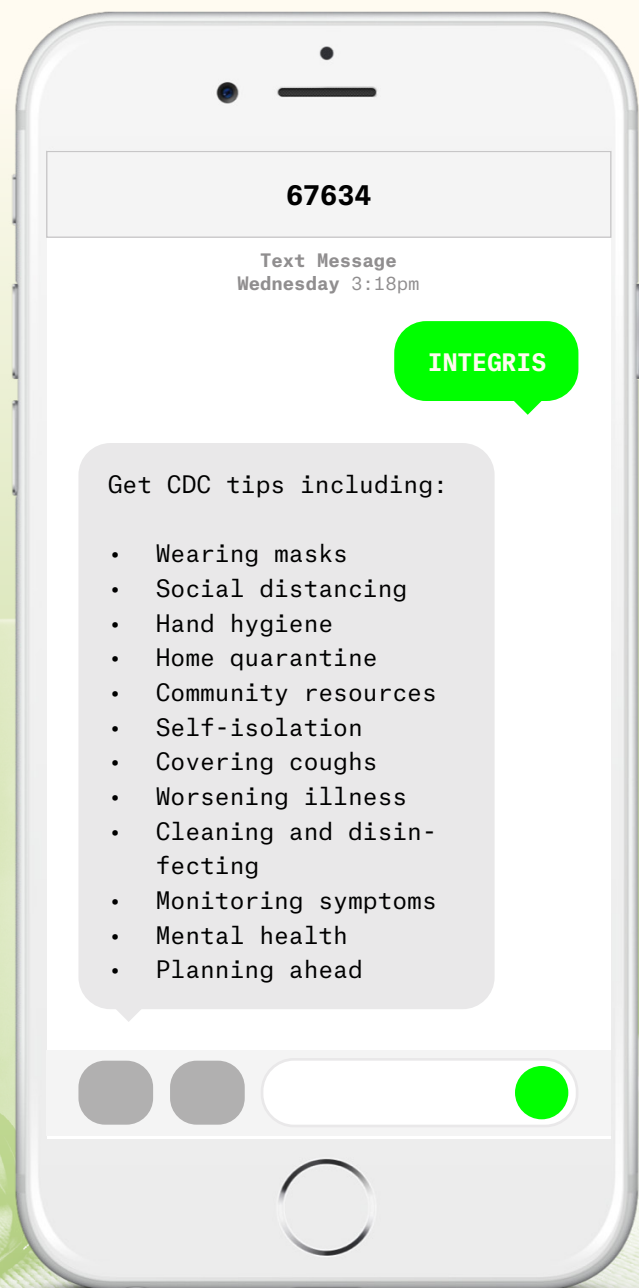 67634
Text Message
Wednesday 3:18pm
INTEGRIS
Get CDC tips including:
• Wearing masks
• Social distancing
• Hand hygiene
• Home quarantine
• Community resources
• Self-isolation
• Covering coughs
• Worsening illness
• Cleaning and disin-
fecting
• Monitoring symptoms
• Mental health
• Planning ahead